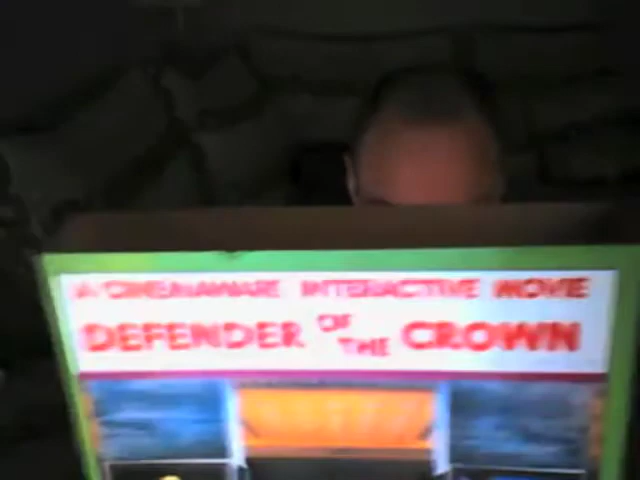 A CINEMAWARE INTERACTIVE MOVIE
DEFENDER OF THE CROWN